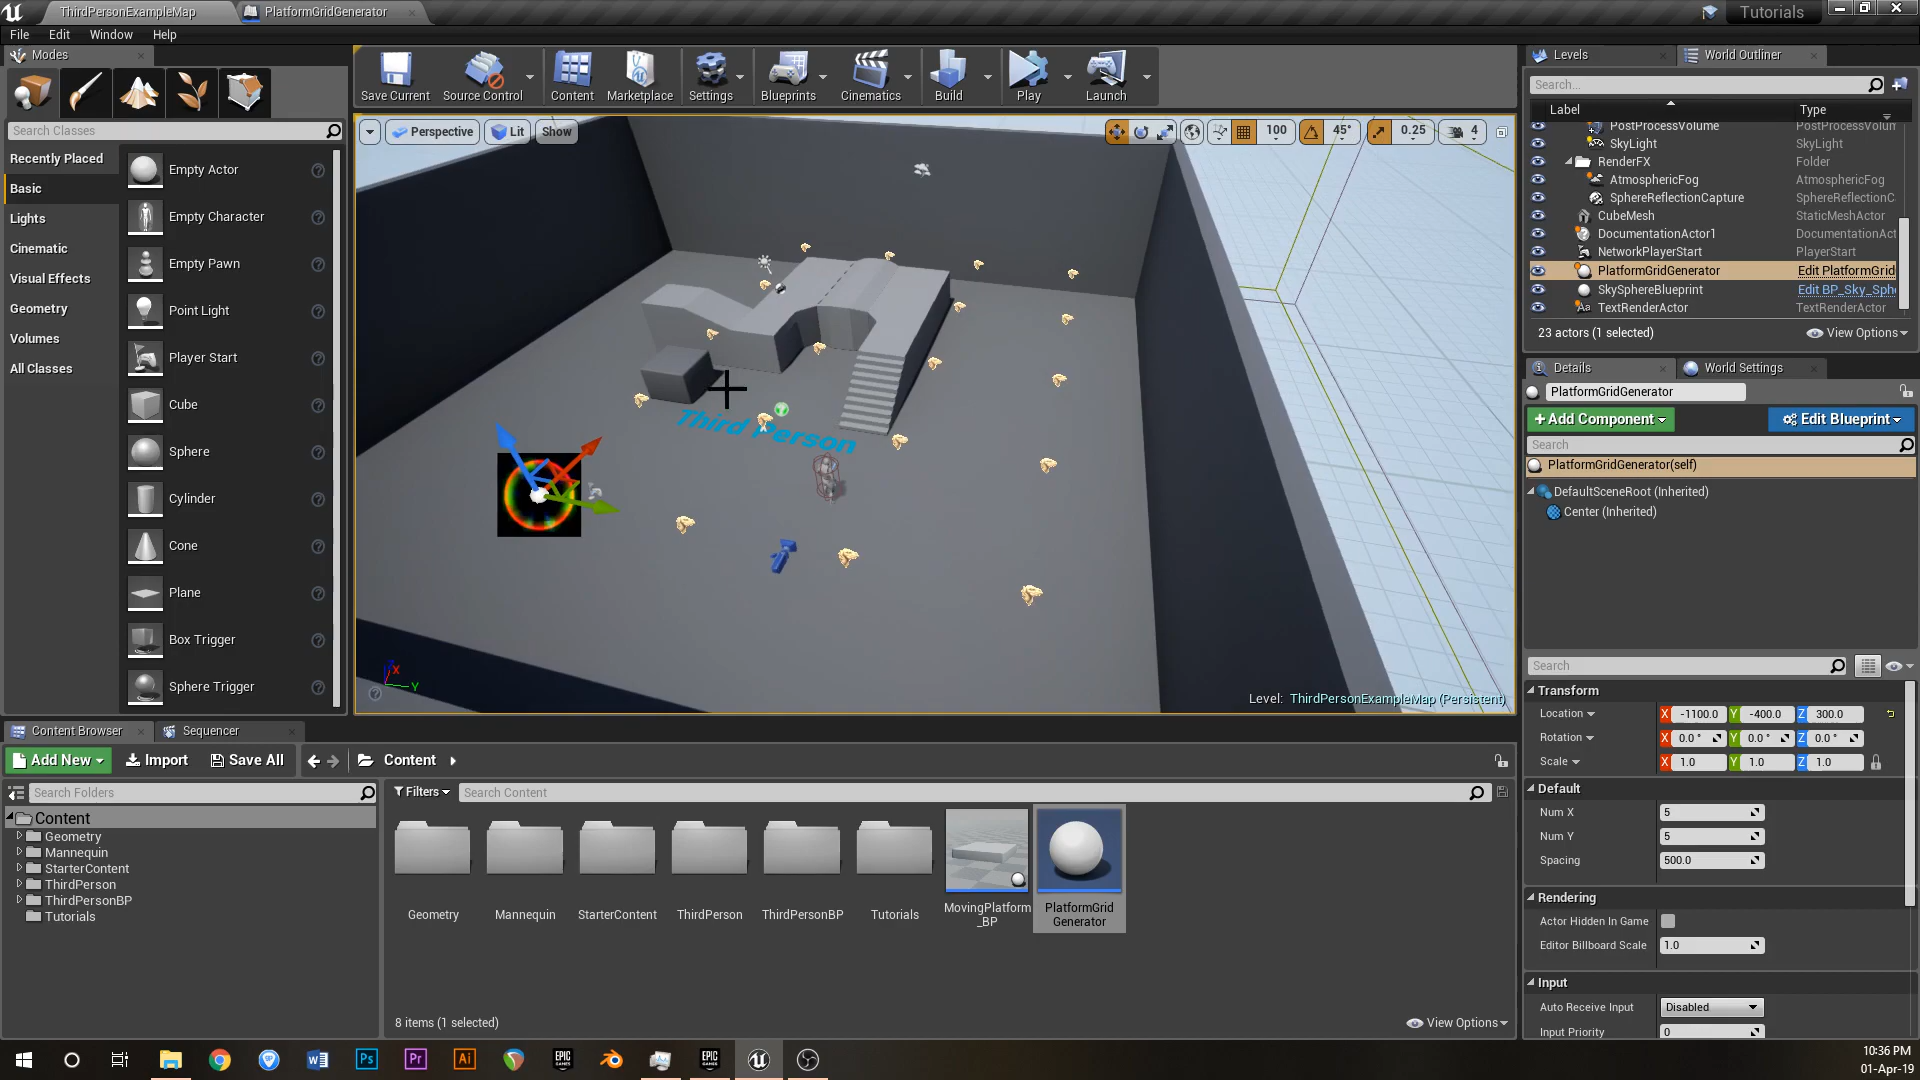 ThirdPersonExampleMap
PlatformGridGenerator
Tutorials
File Edit Window Help
Modes
Search Classes
Recently Placed
Basic
Lights
Cinematic
Visual Effects
Geometry
Volumes
All Classes
Empty Actor
Empty Character
Empty Pawn
Point Light
Player Start
Cube
Sphere
Cylinder
Cone
Plane
Box Trigger
Sphere Trigger
Save Current Source Control Content Marketplace Settings Blueprints Cinematics Build Play Launch
Perspective Lit Show
100 45° 0.25 4
Third Person
X
Y
Level: ThirdPersonExampleMap (Persistent)
Levels World Outliner
Search...
Label Type
PostProcessVolume PostProcessVolum
SkyLight SkyLight
RenderFX Folder
AtmosphericFog AtmosphericFog
SphereReflectionCapture SphereReflectionC
CubeMesh StaticMeshActor
DocumentationActor1 DocumentationAct
NetworkPlayerStart PlayerStart
PlatformGridGenerator Edit PlatformGrid
SkySphereBlueprint Edit BP_Sky_Sphe
TextRenderActor TextRenderActor
23 actors (1 selected) View Options
Details World Settings
PlatformGridGenerator
+Add Component Edit Blueprint
Search
PlatformGridGenerator(self)
DefaultSceneRoot (Inherited)
Center (Inherited)
Search
Transform
Location X -1100.0 Y -400.0 Z 300.0
Rotation X 0.0 ° Y 0.0 ° Z 0.0 °
Scale X 1.0 Y 1.0 Z 1.0
Default
Num X 5
Num Y 5
Spacing 500.0
Rendering
Actor Hidden In Game
Editor Billboard Scale 1.0
Input
Auto Receive Input Disabled
Input Priority 0
Content Browser Sequencer
Add New Import Save All Content
Search Folders
Content
Geometry
Mannequin
StarterContent
ThirdPerson
ThirdPersonBP
Tutorials
Filters Search Content
Geometry Mannequin StarterContent ThirdPerson ThirdPersonBP Tutorials
MovingPlatform
_BP
PlatformGrid
Generator
8 items (1 selected) View Options
W Ps Pr Ai EPIC GAMES EPIC GAMES
10:36 PM
01-Apr-19